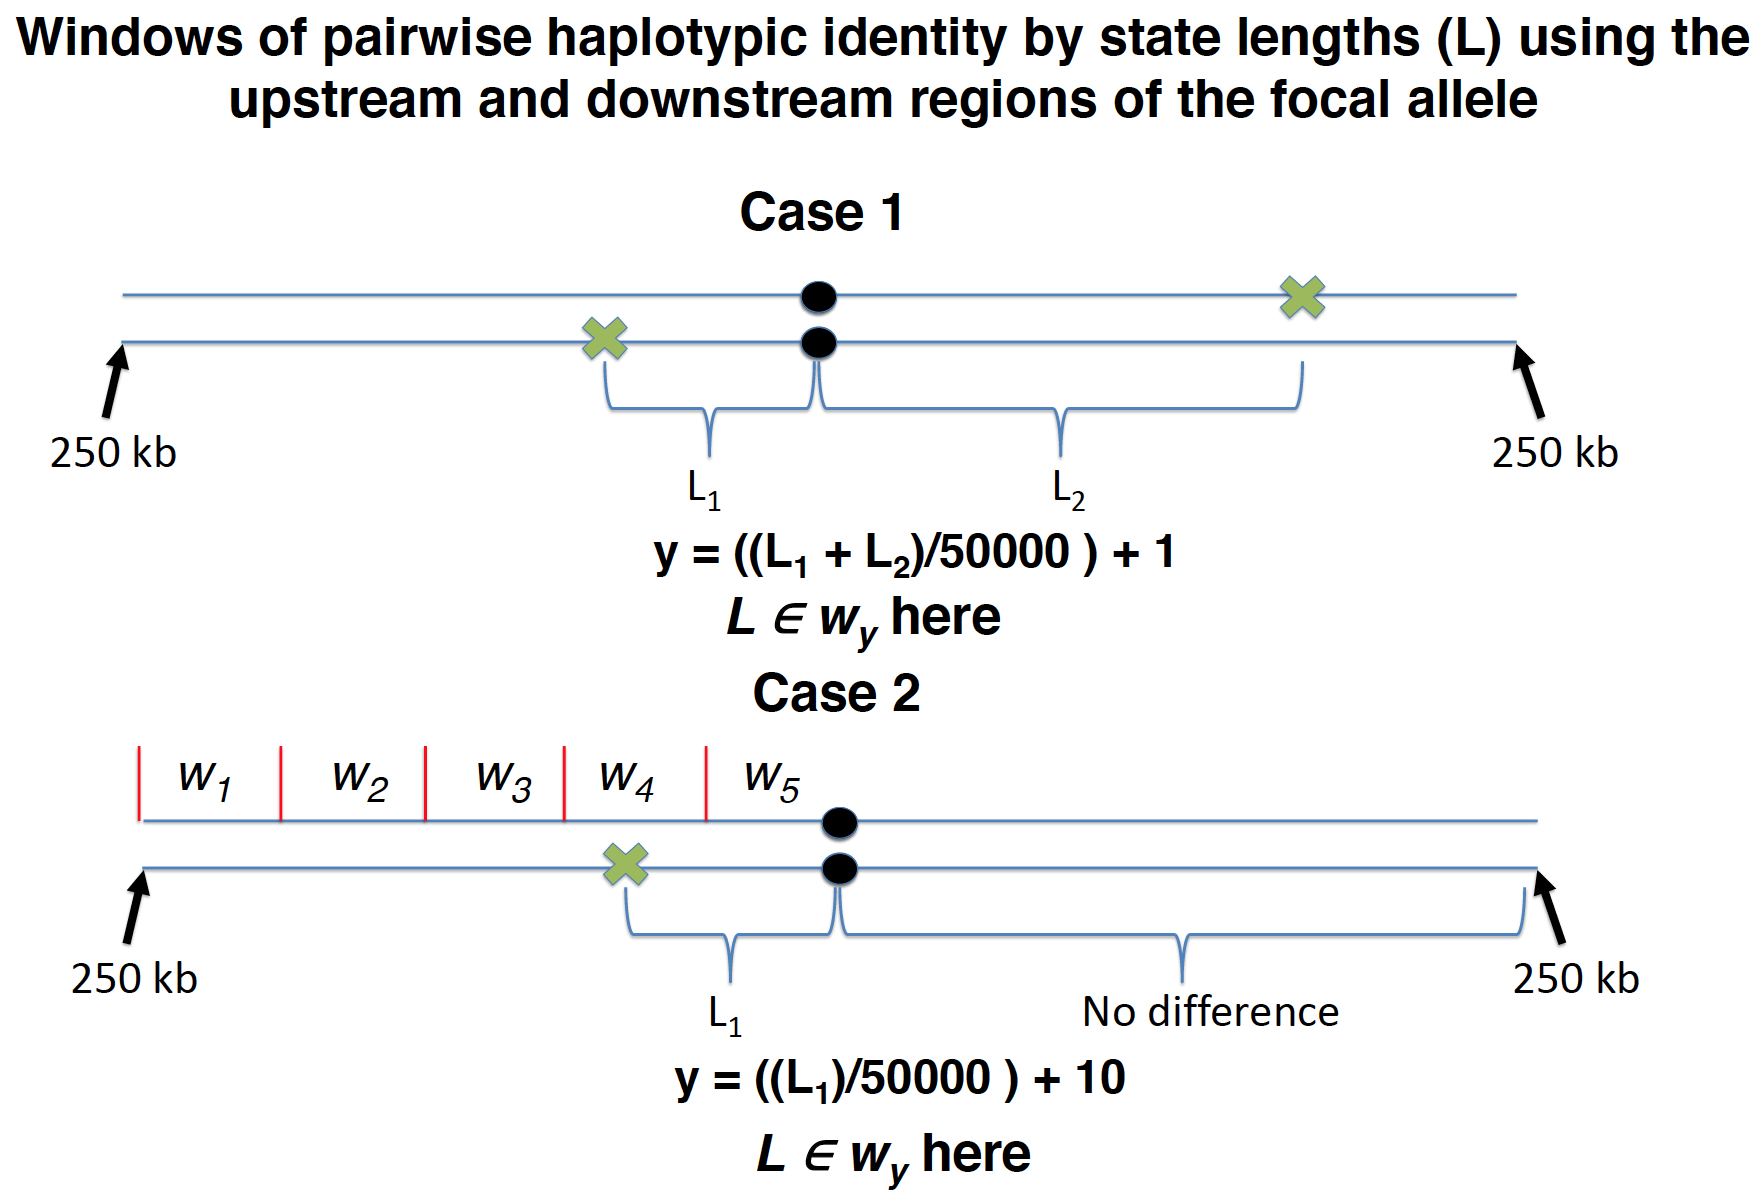 Windows of pairwise haplotypic identity by state lengths (L) using the
upstream and downstream regions of the focal allele
Case 1
250 kb
250 kb
L₁
L₂
y = ((L₁ + L₂)/50000 ) + 1
L ∈ w_y here
Case 2
w₁ w₂ w₃ w₄ w₅
250 kb
250 kb
L₁
No difference
y = ((L₁)/50000 ) + 10
L ∈ w_y here